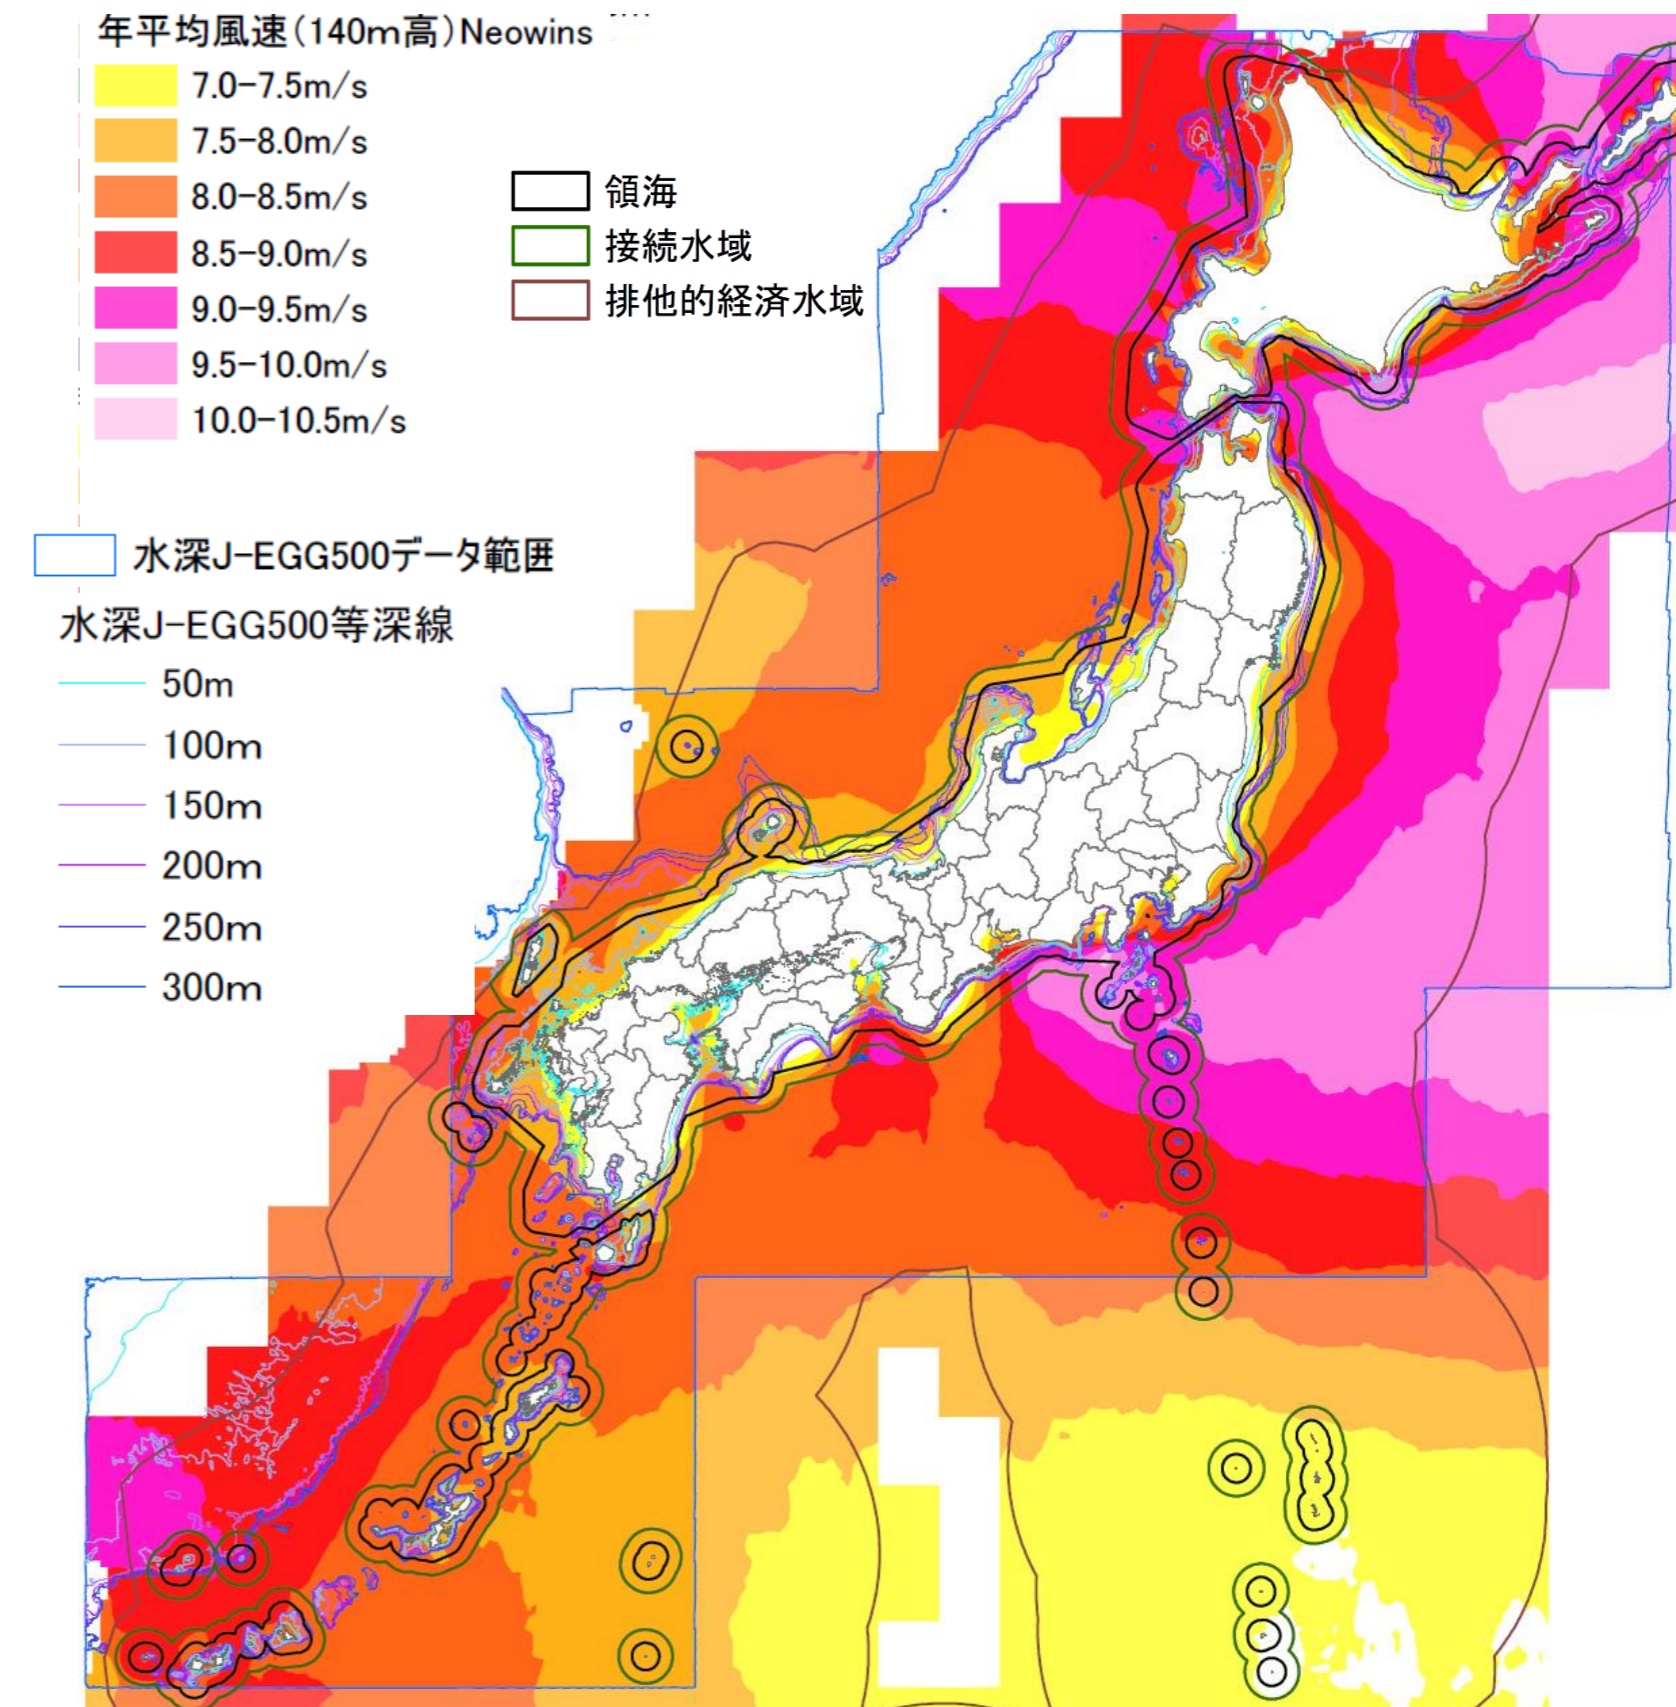 年平均風速(140m高)Neowins
7.0-7.5m/s
7.5-8.0m/s
8.0-8.5m/s
8.5-9.0m/s
9.0-9.5m/s
9.5-10.0m/s
10.0-10.5m/s
領海
接続水域
排他的経済水域
水深J-EGG500データ範囲
水深J-EGG500等深線
50m
100m
150m
200m
250m
300m